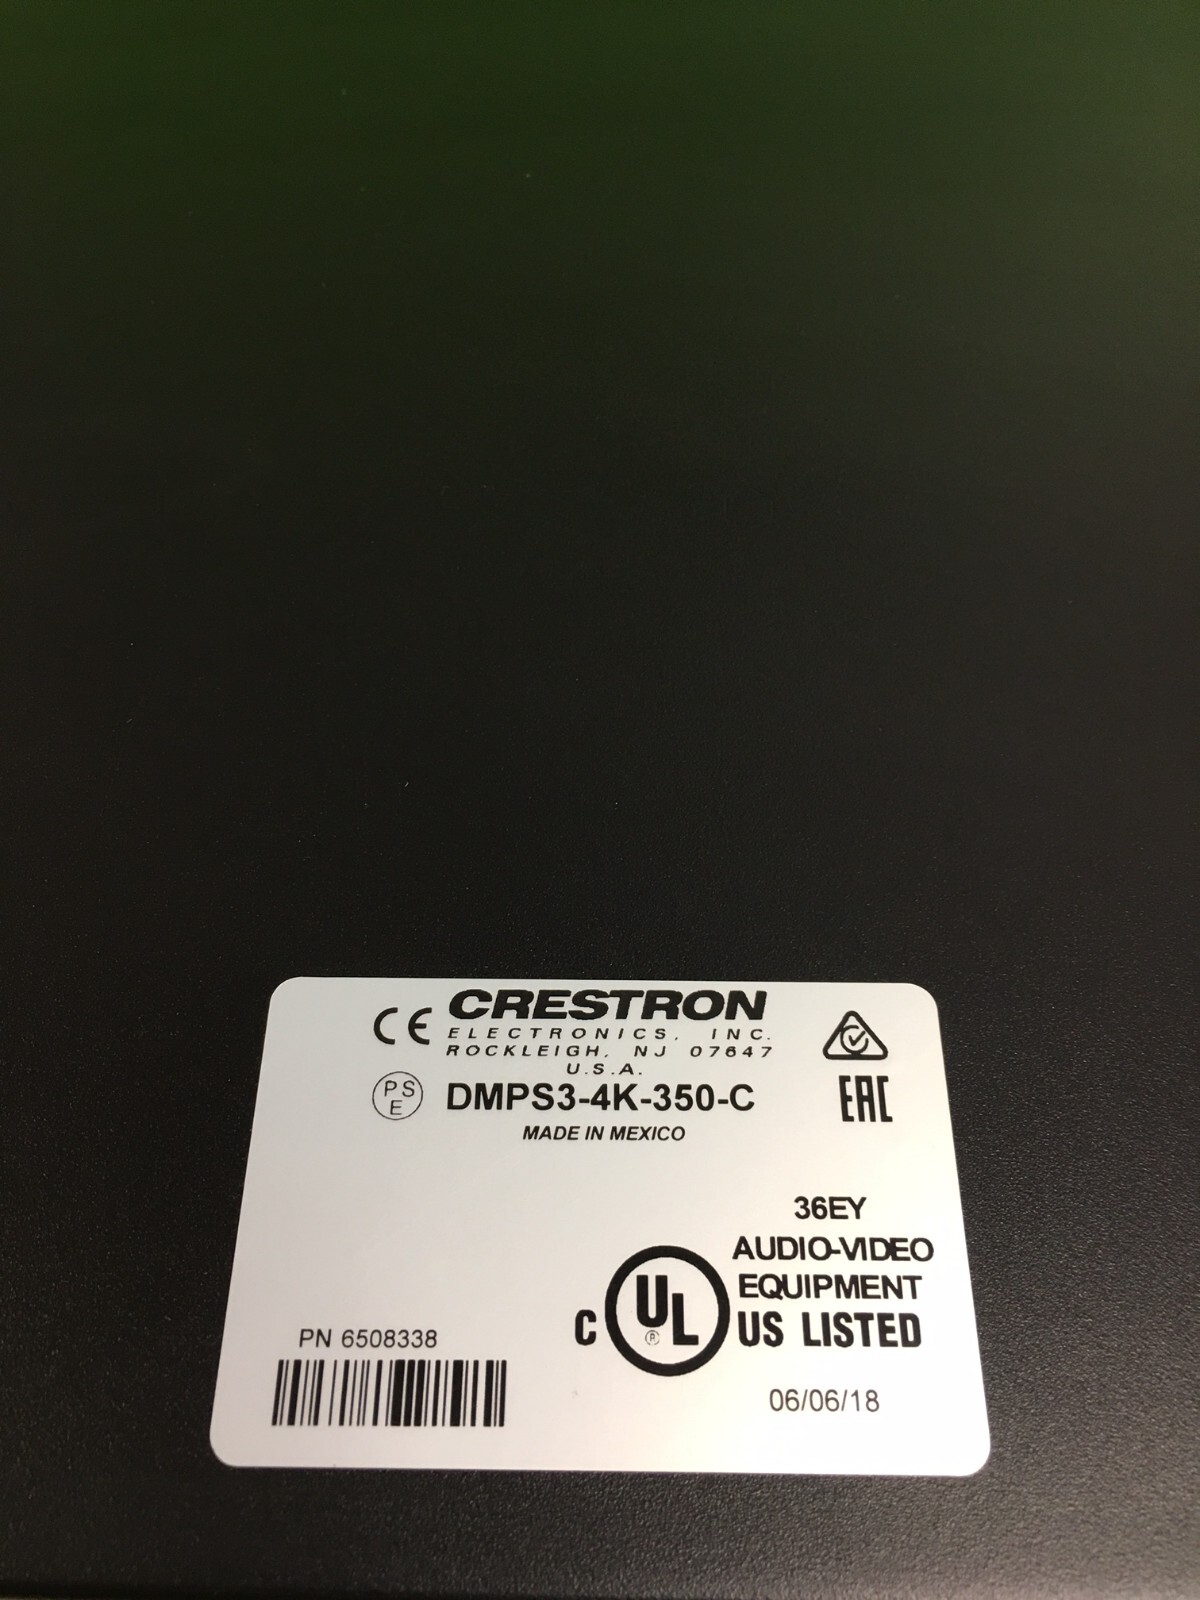 CE CRESTRON
ELECTRONICS, INC.
ROCKLEIGH, NJ 07647
U.S.A.
PSE DMPS3-4K-350-C
EAC
MADE IN MEXICO
36EY
AUDIO-VIDEO
EQUIPMENT
C UL ® US LISTED
PN 6508338
06/06/18